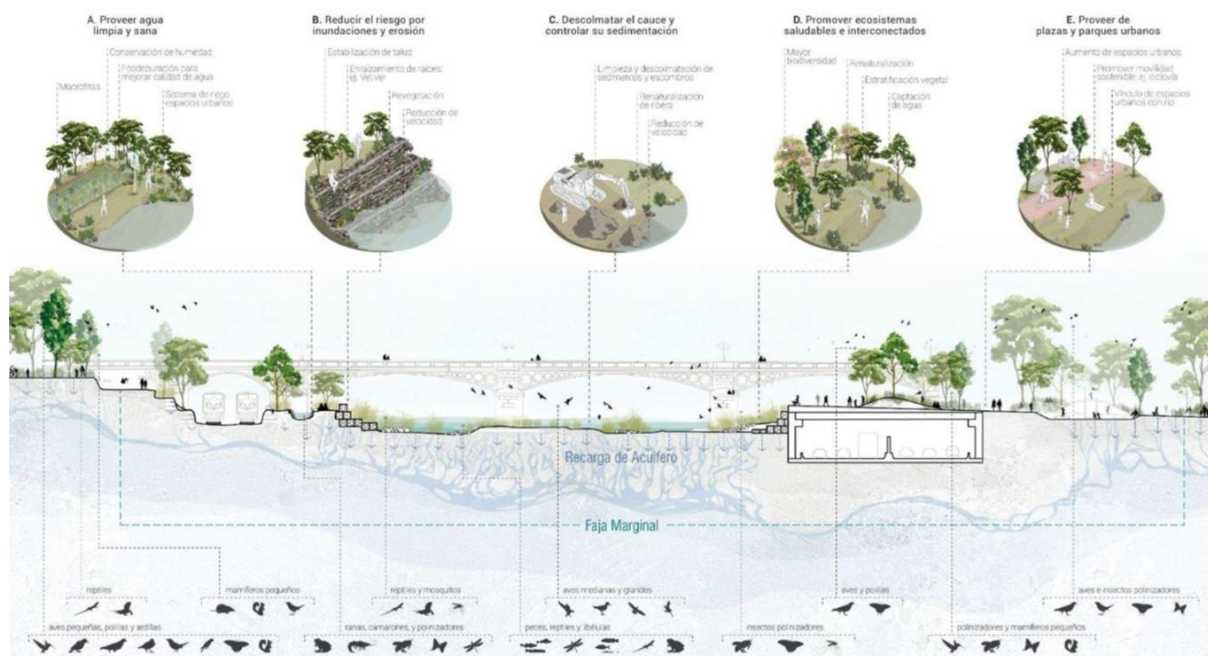 A. Proveer agua
limpia y sana
Conservación de humedad
Fitodepuración para
mejorar calidad de agua
Macrófitas
Sistema de riego
espacios urbanos
B. Reducir el riesgo por
inundaciones y erosión
Estabilización de talud
Enraizamiento de raíces:
ej. Vetiver
Revegetación
Reducción de
velocidad
C. Descolmatar el cauce y
controlar su sedimentación
Limpieza y descolmatación de
sedimentos y escombros
Renaturalización
de ribera
Reducción de
velocidad
D. Promover ecosistemas
saludables e interconectados
Mayor
biodiversidad
Renaturalización
Estratificación vegetal
Captación
de agua
E. Proveer de
plazas y parques urbanos
Aumento de espacios urbanos
Promover movilidad
sostenible: ej. ciclovía
Vínculo de espacios
urbanos con río
Recarga de Acuífero
Faja Marginal
reptiles
mamíferos pequeños
reptiles y mosquitos
aves medianas y grandes
aves y polillas
aves e insectos polinizadores
aves pequeñas, polillas y ardillas
ranas, camarones, y polinizadores
peces, reptiles y libélulas
insectos polinizadores
polinizadores y mamíferos pequeños